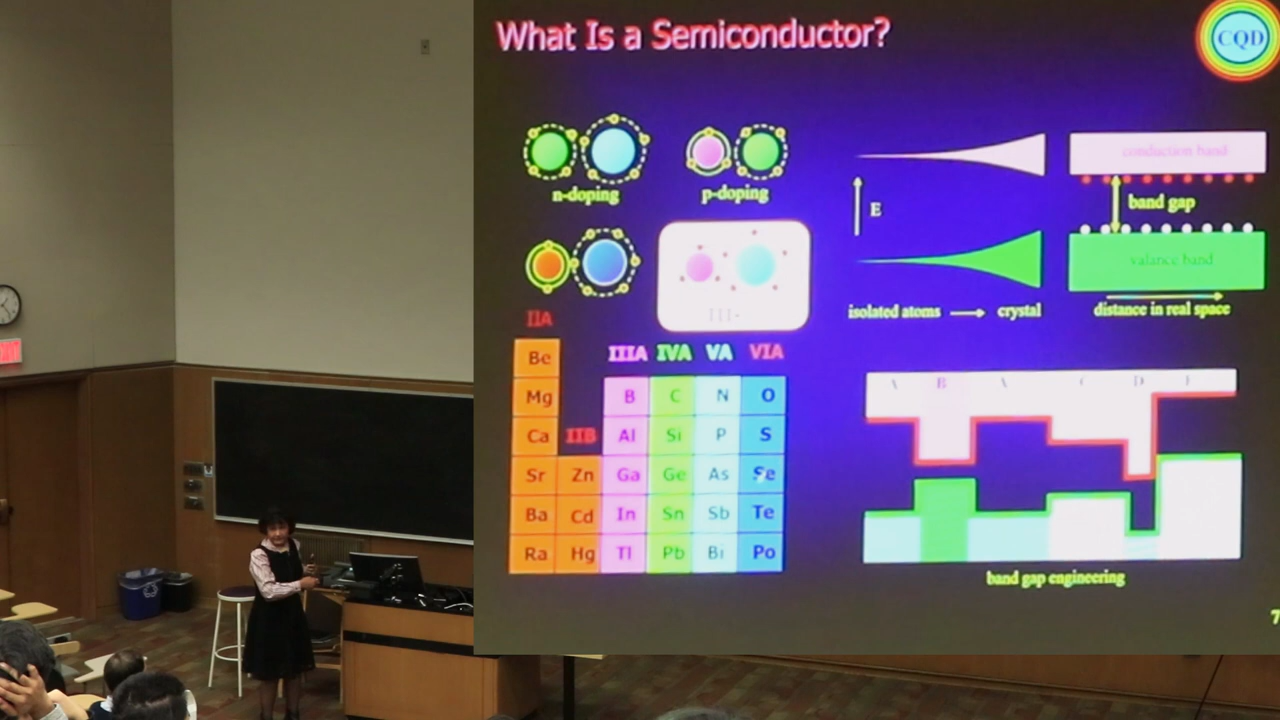 What Is a Semiconductor?
CQD
n-doping
p-doping
E
conduction band
band gap
valance band
isolated atoms
crystal
distance in real space
IIA
IIIA IVA VA VIA
Be
B C N O
Mg
Ca IIB Al Si P S
Sr Zn Ga Ge As Se
Ba Cd In Sn Sb Te
Ra Hg Tl Pb Bi Po
A B A C D
band gap engineering
7